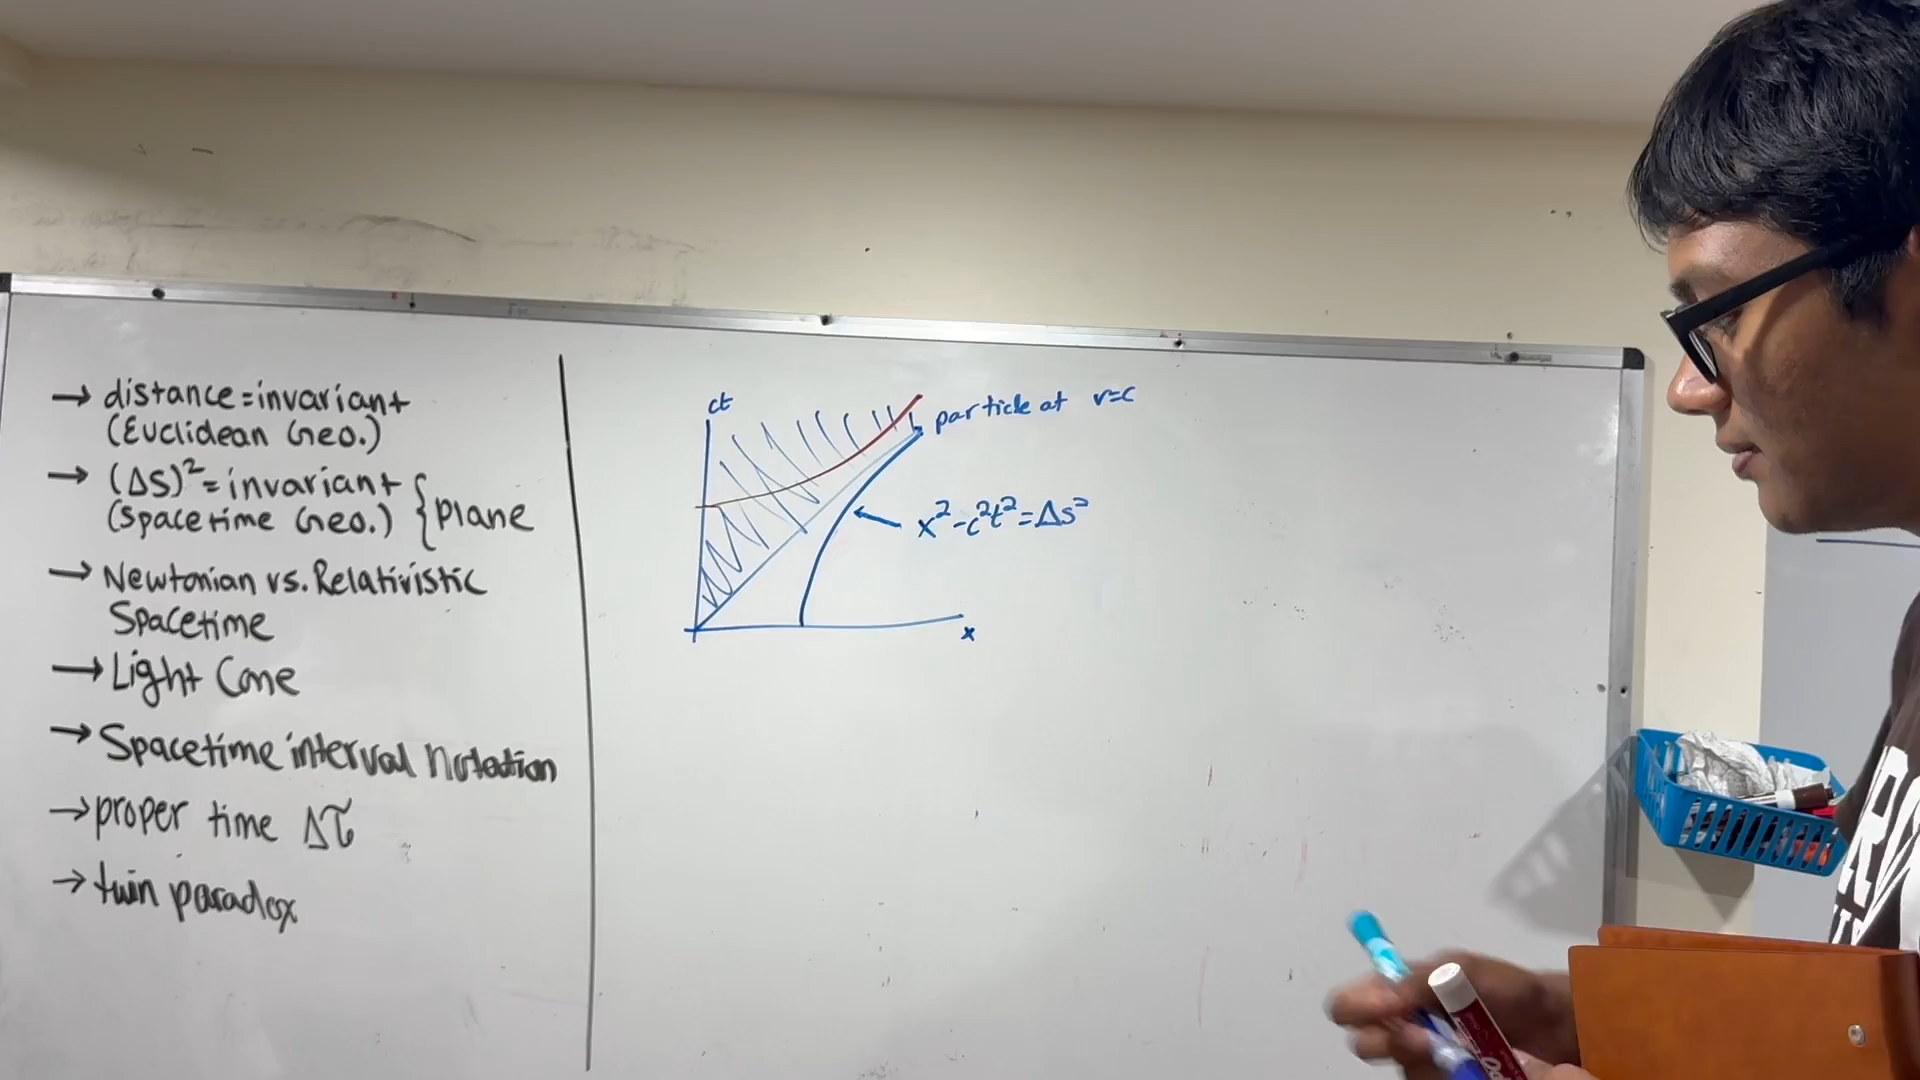 → distance = invariant
(Euclidean Geo.)
→ (Δs)² = invariant
(Spacetime Geo.) { plane
→ Newtonian vs. Relativistic
Spacetime
→ Light Cone
→ Spacetime interval notation
→ proper time Δτ
→ twin paradox
ct
particle at v=c
x² - c²t² = Δs²
x